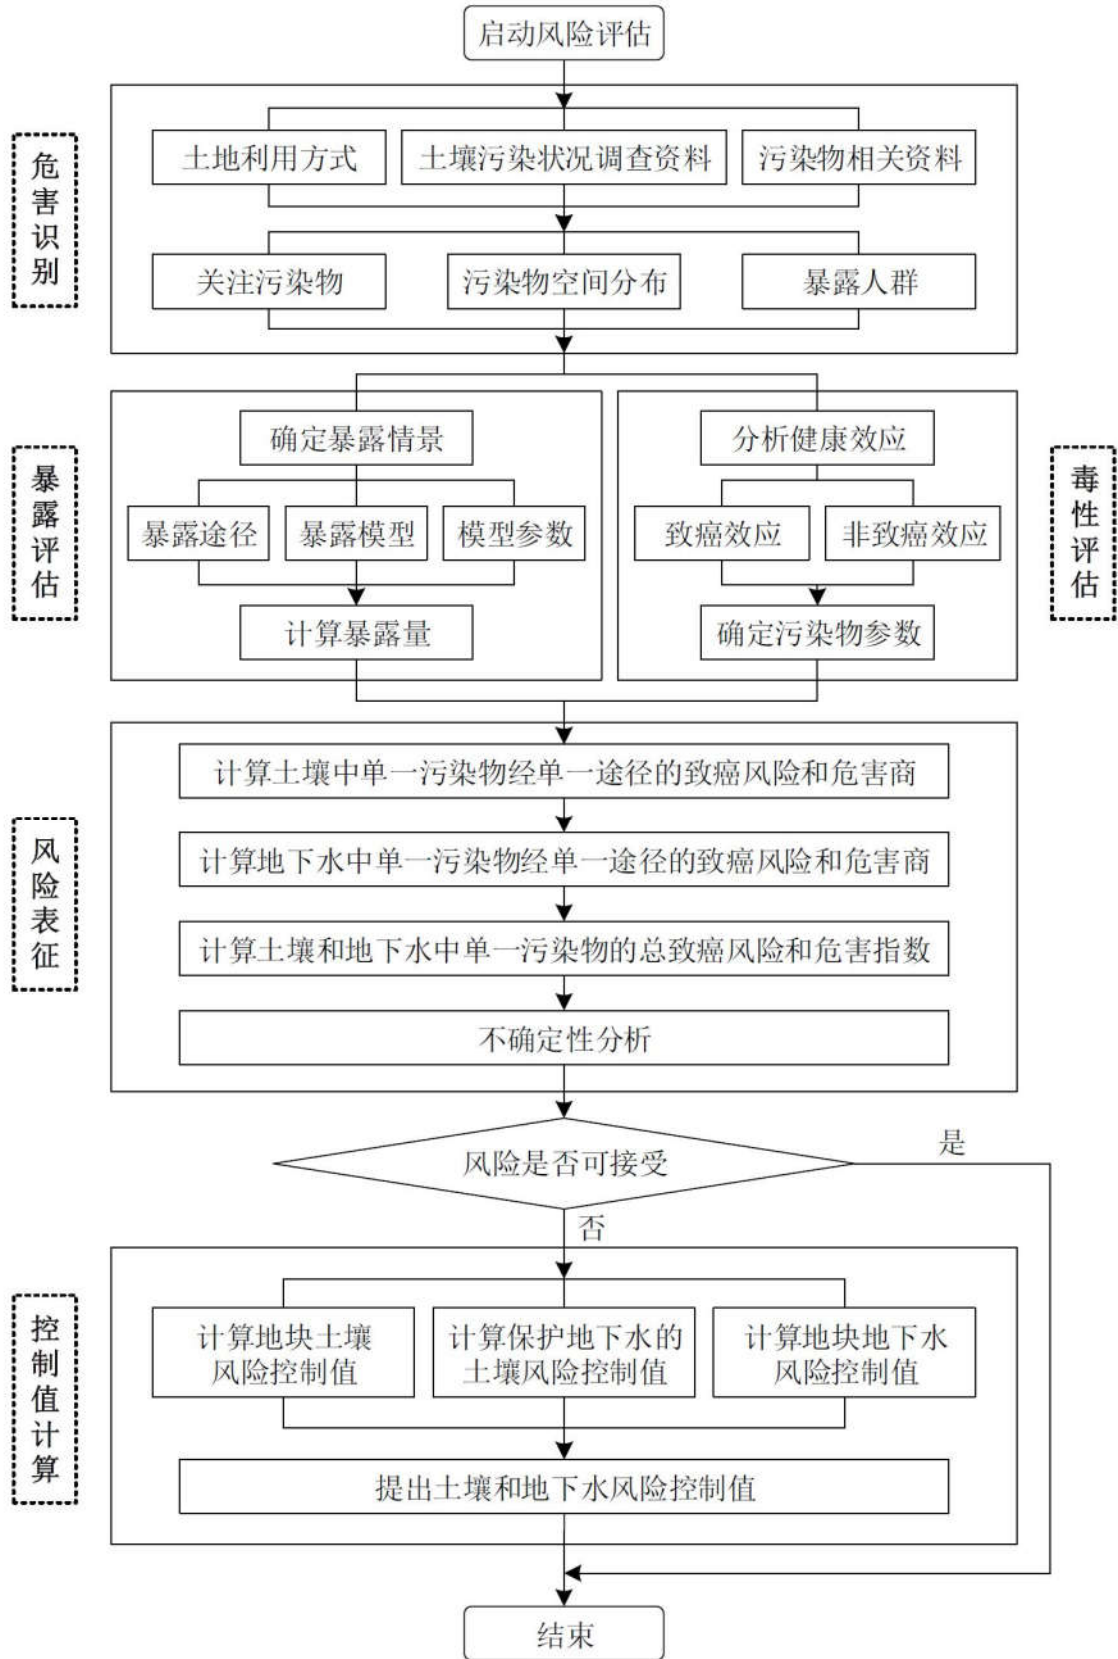 启动风险评估
危害识别
土地利用方式
土壤污染状况调查资料
污染物相关资料
关注污染物
污染物空间分布
暴露人群
暴露评估
确定暴露情景
暴露途径
暴露模型
模型参数
计算暴露量
毒性评估
分析健康效应
致癌效应
非致癌效应
确定污染物参数
风险表征
计算土壤中单一污染物经单一途径的致癌风险和危害商
计算地下水中单一污染物经单一途径的致癌风险和危害商
计算土壤和地下水中单一污染物的总致癌风险和危害指数
不确定性分析
风险是否可接受
是
否
控制值计算
计算地块土壤
风险控制值
计算保护地下水的
土壤风险控制值
计算地块地下水
风险控制值
提出土壤和地下水风险控制值
结束